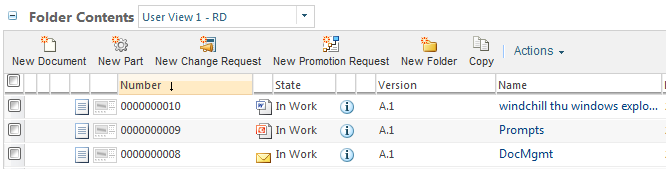 Folder Contents User View 1 - RD
New Document New Part New Change Request New Promotion Request New Folder Copy Actions
Number State Version Name
0000000010 In Work A.1 windchill thu windows explo...
0000000009 In Work A.1 Prompts
0000000008 In Work A.1 DocMgmt